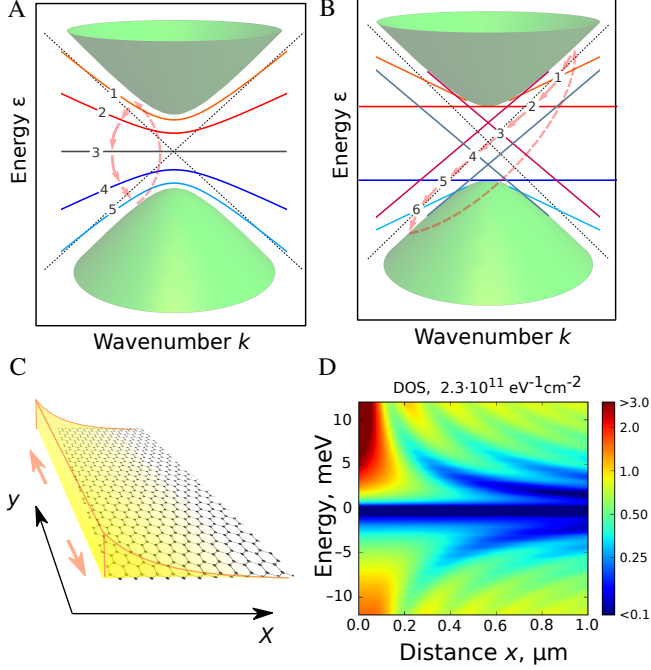 A
Energy ε
1
2
3
4
5
Wavenumber k
B
Energy ε
1
2
3
4
5
6
Wavenumber k
C
y
X
D
DOS, 2.3·10¹¹ eV⁻¹cm⁻²
Energy, meV
10
5
0
−5
−10
0.0 0.2 0.4 0.6 0.8 1.0
Distance x, μm
>3.0
2.0
1.0
0.50
0.25
<0.1